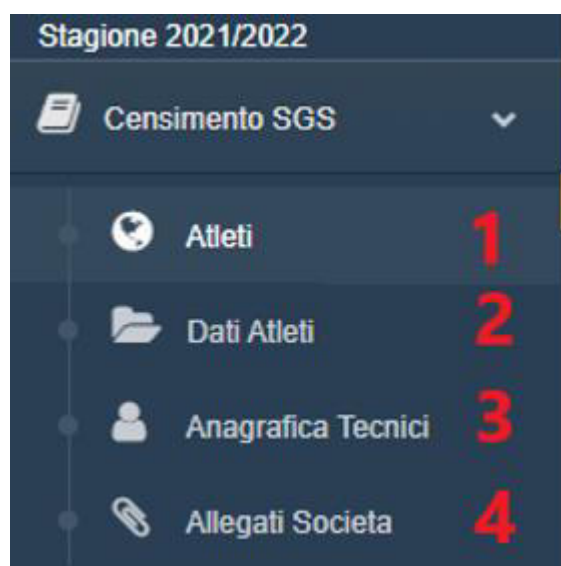 Stagione 2021/2022
Censimento SGS
Atleti 1
Dati Atleti 2
Anagrafica Tecnici 3
Allegati Societa 4